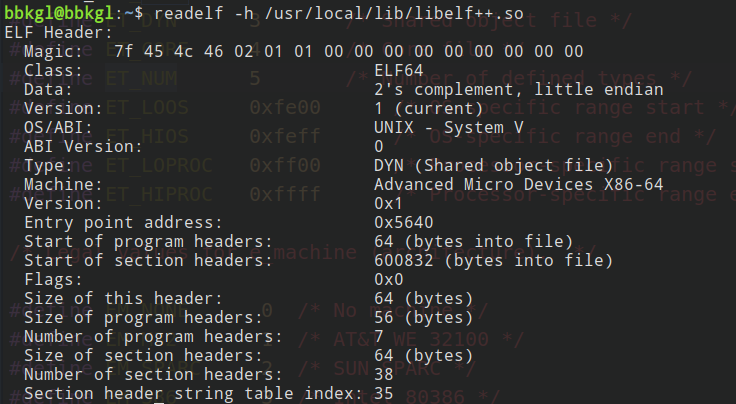 bbkgl@bbkgl:~$ readelf -h /usr/local/lib/libelf++.so
ELF Header:
  Magic:   7f 45 4c 46 02 01 01 00 00 00 00 00 00 00 00 00
  Class:                             ELF64
  Data:                              2's complement, little endian
  Version:                           1 (current)
  OS/ABI:                            UNIX - System V
  ABI Version:                       0
  Type:                              DYN (Shared object file)
  Machine:                           Advanced Micro Devices X86-64
  Version:                           0x1
  Entry point address:               0x5640
  Start of program headers:          64 (bytes into file)
  Start of section headers:          600832 (bytes into file)
  Flags:                             0x0
  Size of this header:               64 (bytes)
  Size of program headers:           56 (bytes)
  Number of program headers:         7
  Size of section headers:           64 (bytes)
  Number of section headers:         38
  Section header string table index: 35